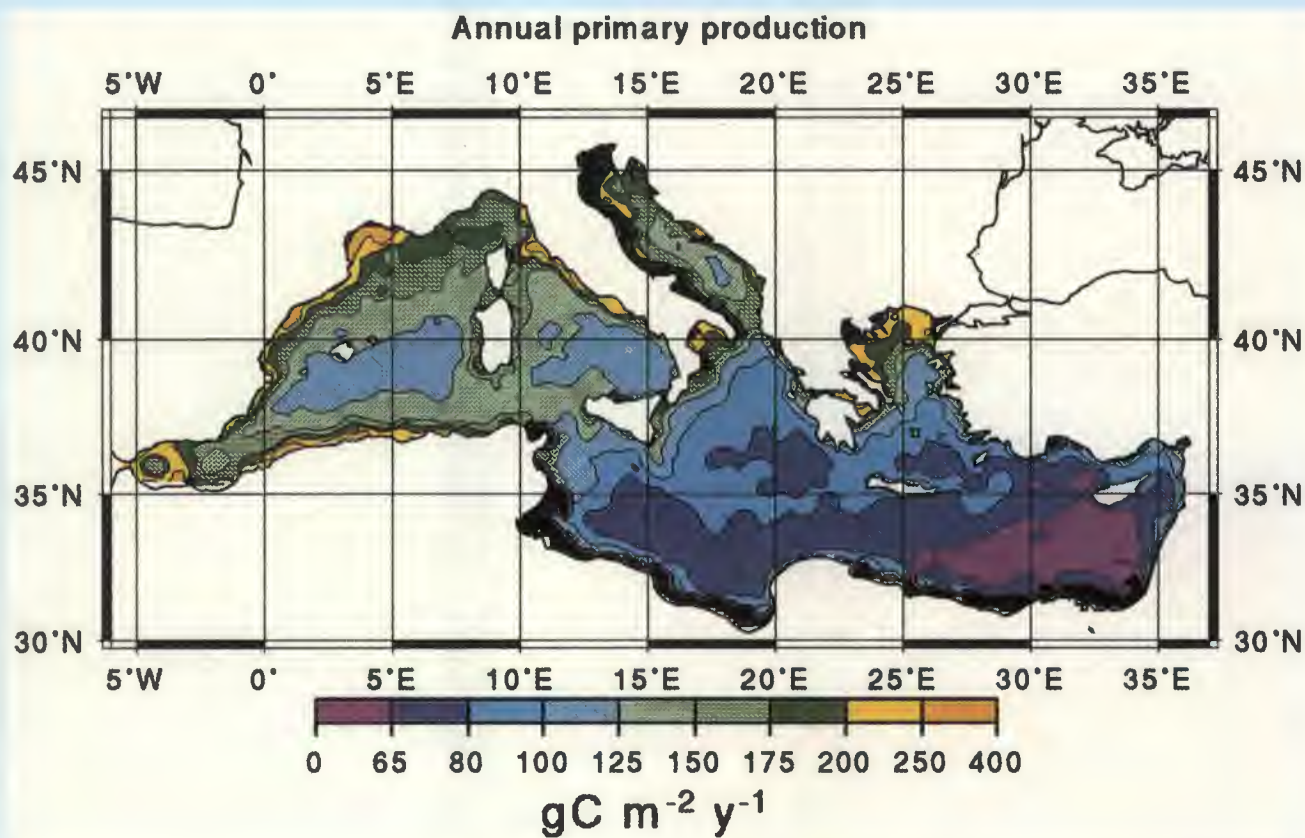 Annual primary production
5°W 0° 5°E 10°E 15°E 20°E 25°E 30°E 35°E
45°N 45°N
40°N 40°N
35°N 35°N
30°N 30°N
5°W 0° 5°E 10°E 15°E 20°E 25°E 30°E 35°E
0 65 80 100 125 150 175 200 250 400
gC m⁻² y⁻¹